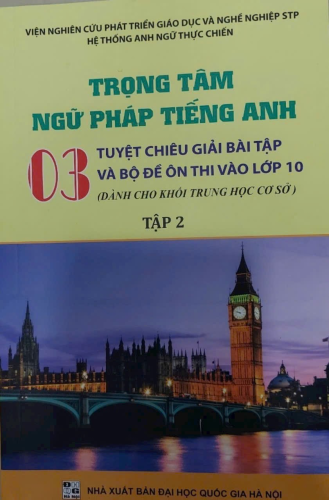 VIỆN NGHIÊN CỨU PHÁT TRIỂN GIÁO DỤC VÀ NGHỀ NGHIỆP STP
HỆ THỐNG ANH NGỮ THỰC CHIẾN
TRỌNG TÂM
NGỮ PHÁP TIẾNG ANH
03 TUYỆT CHIÊU GIẢI BÀI TẬP
VÀ BỘ ĐỀ ÔN THI VÀO LỚP 10
(DÀNH CHO KHỐI TRUNG HỌC CƠ SỞ)
TẬP 2
NHÀ XUẤT BẢN ĐẠI HỌC QUỐC GIA HÀ NỘI